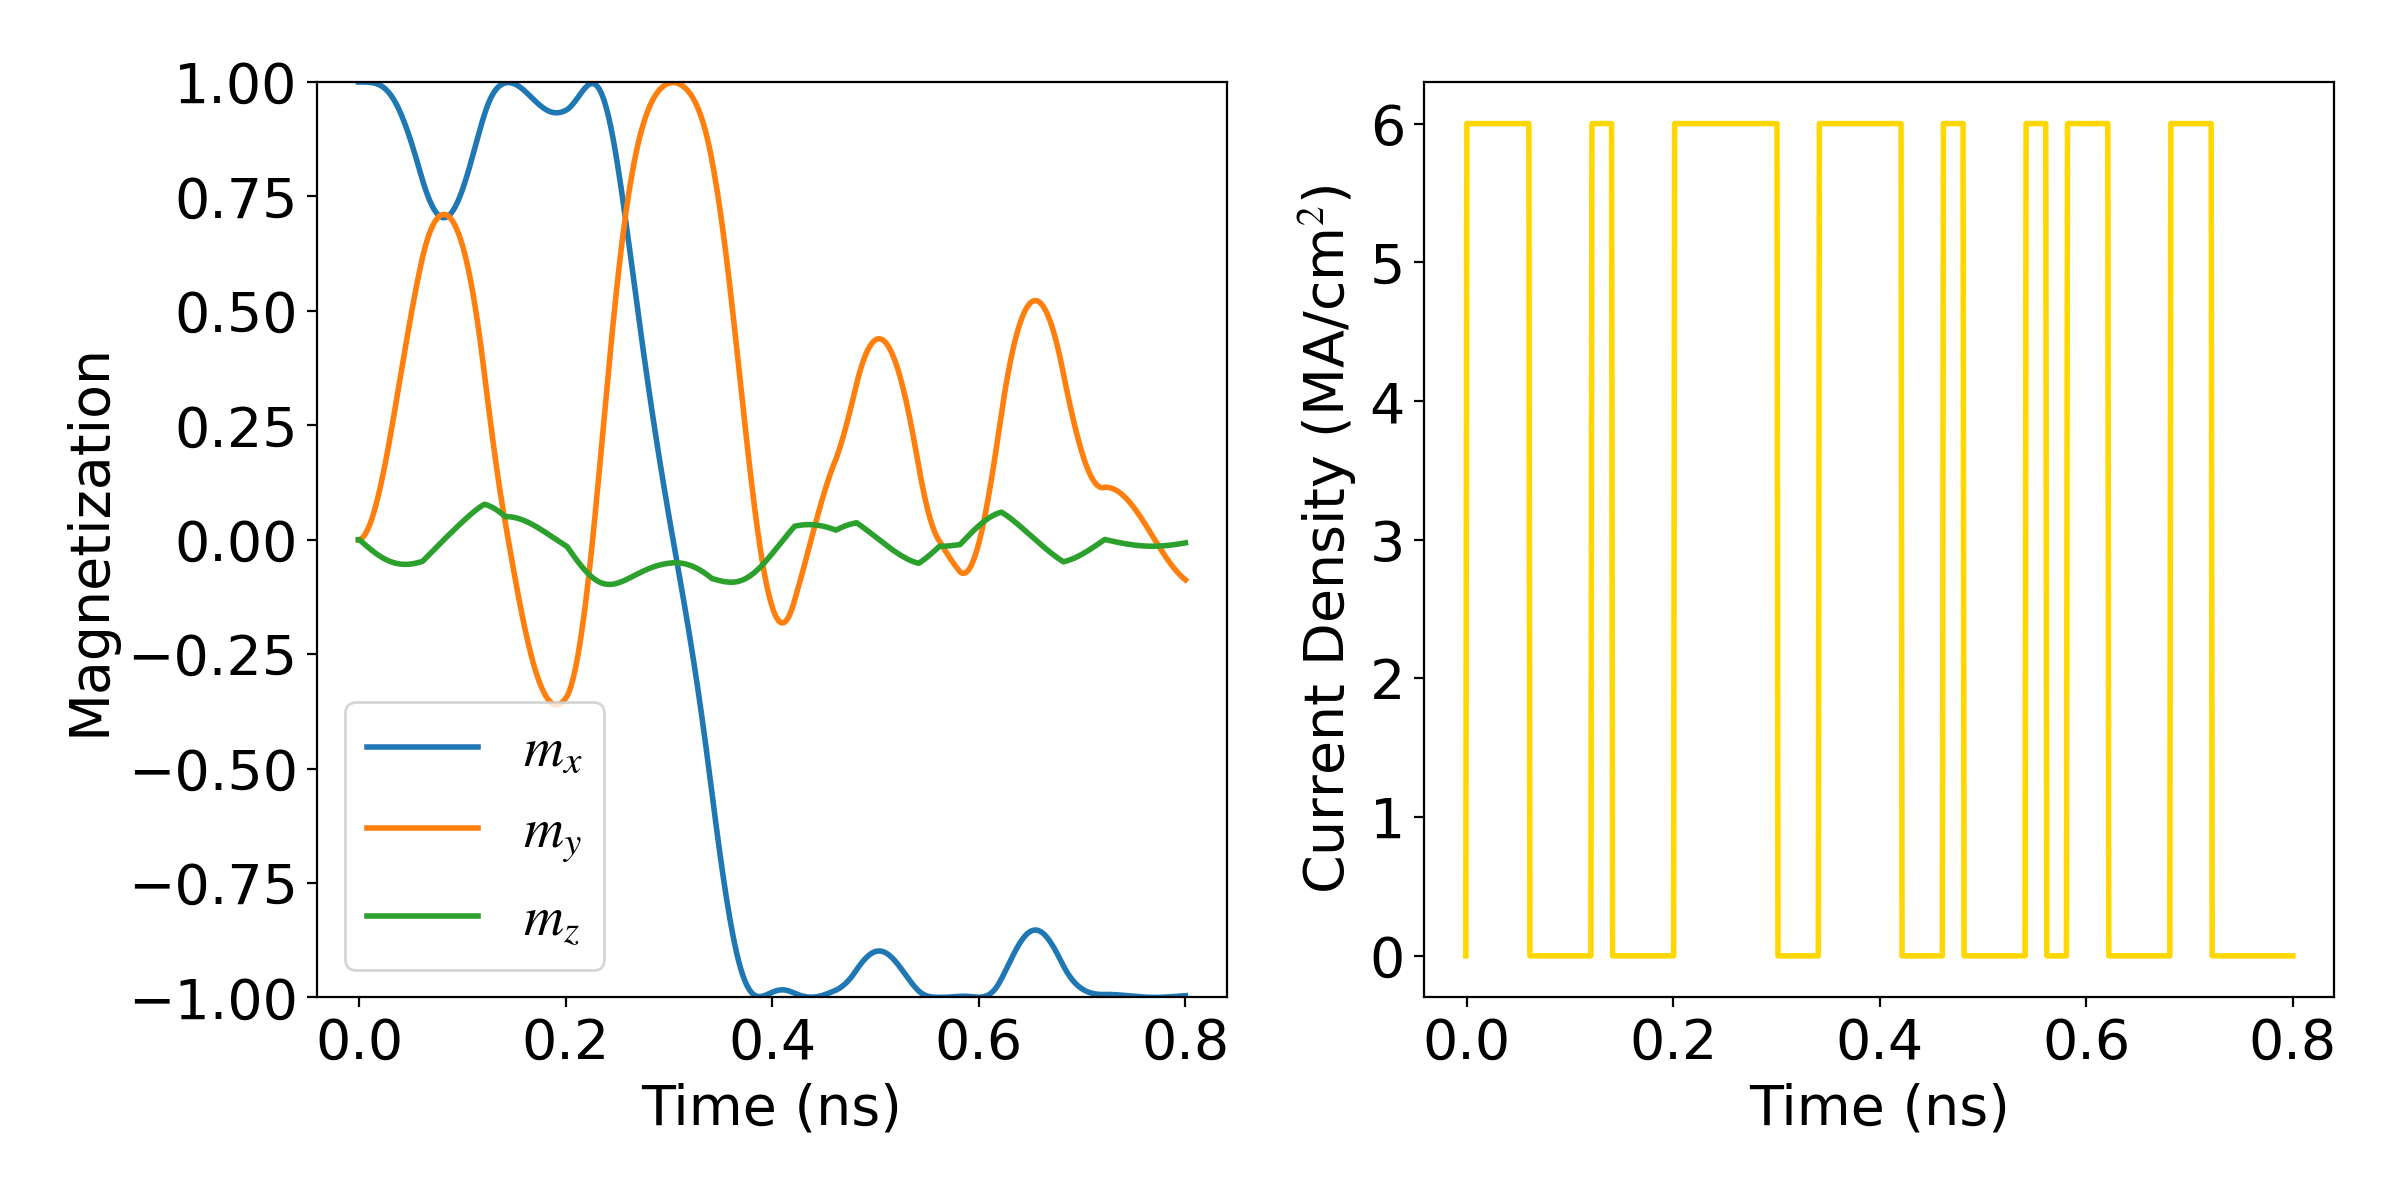 1.00
0.75
0.50
0.25
0.00
−0.25
−0.50
−0.75
−1.00
Magnetization
m_x
m_y
m_z
0.0 0.2 0.4 0.6 0.8
Time (ns)
6
5
4
3
2
1
0
Current Density (MA/cm²)
0.0 0.2 0.4 0.6 0.8
Time (ns)